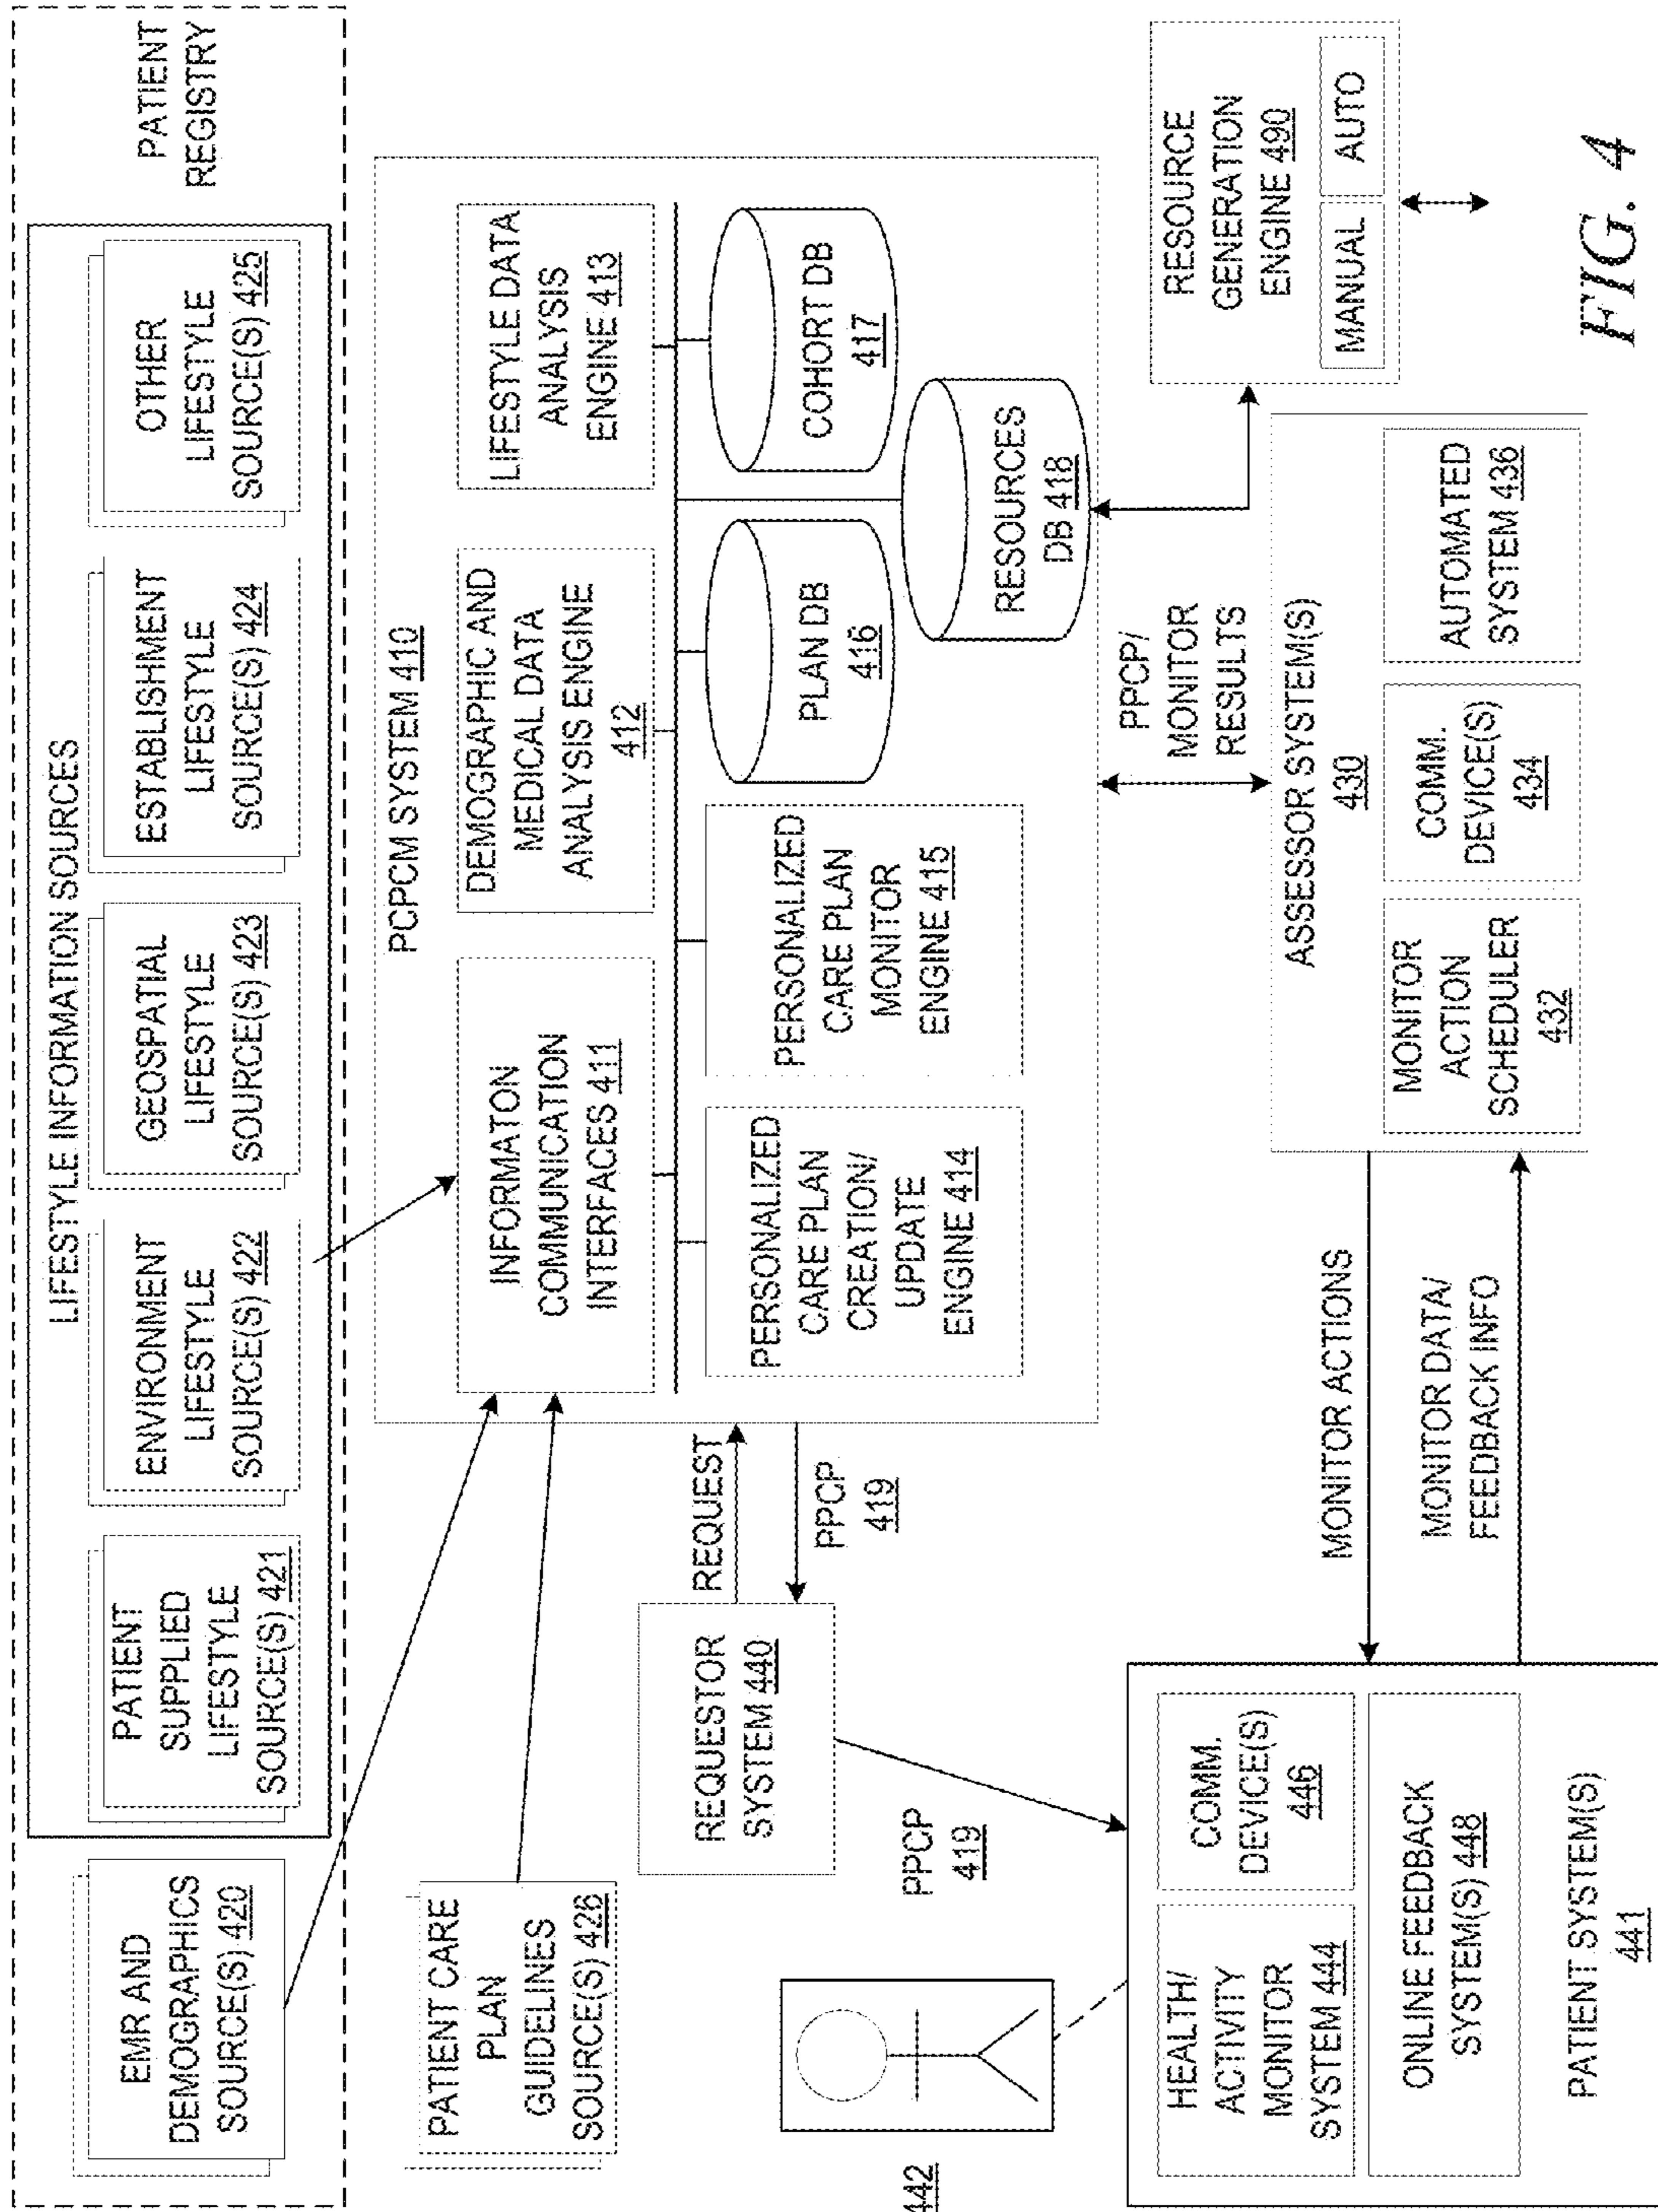 PATIENT
REGISTRY
LIFESTYLE INFORMATION SOURCES
EMR AND
DEMOGRAPHICS
SOURCE(S) 420
PATIENT
SUPPLIED
LIFESTYLE
SOURCE(S) 421
ENVIRONMENT
LIFESTYLE
SOURCE(S) 422
GEOSPATIAL
LIFESTYLE
SOURCE(S) 423
ESTABLISHMENT
LIFESTYLE
SOURCE(S) 424
OTHER
LIFESTYLE
SOURCE(S) 425
PATIENT CARE
PLAN
GUIDELINES
SOURCE(S) 426
PCPCM SYSTEM 410
INFORMATON
COMMUNICATION
INTERFACES 411
DEMOGRAPHIC AND
MEDICAL DATA
ANALYSIS ENGINE
412
LIFESTYLE DATA
ANALYSIS
ENGINE 413
PERSONALIZED
CARE PLAN
CREATION/
UPDATE
ENGINE 414
PERSONALIZED
CARE PLAN
MONITOR
ENGINE 415
PLAN DB
416
COHORT DB
417
RESOURCES
DB 418
REQUEST
PPCP
419
REQUESTOR
SYSTEM 440
PPCP
419
442
PPCP/
MONITOR
RESULTS
RESOURCE
GENERATION
ENGINE 490
MANUAL
AUTO
HEALTH/
ACTIVITY
MONITOR
SYSTEM 444
COMM.
DEVICE(S)
446
ONLINE FEEDBACK
SYSTEM(S) 448
PATIENT SYSTEM(S)
441
MONITOR ACTIONS
MONITOR DATA/
FEEDBACK INFO
ASSESSOR SYSTEM(S)
430
MONITOR
ACTION
SCHEDULER
432
COMM.
DEVICE(S)
434
AUTOMATED
SYSTEM 436
FIG. 4